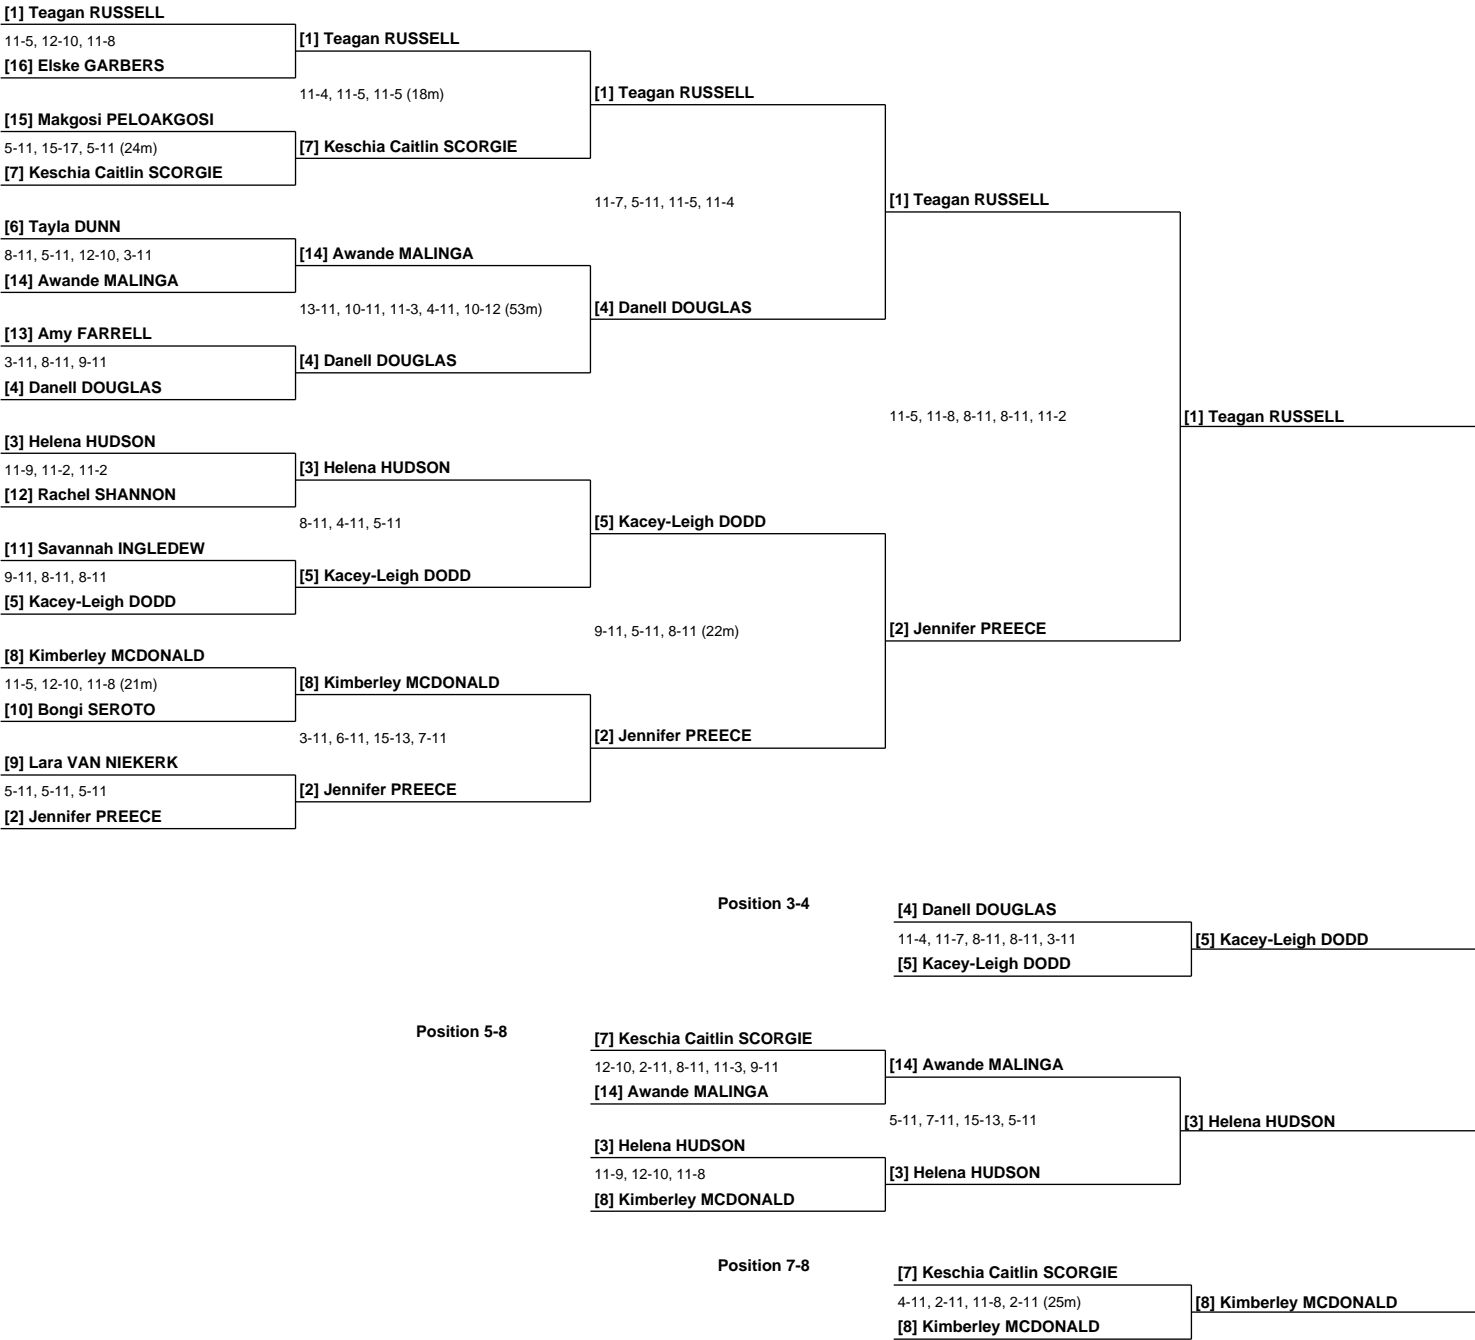 [1] Teagan RUSSELL
11-5, 12-10, 11-8
[16] Elske GARBERS
[15] Makgosi PELOAKGOSI
5-11, 15-17, 5-11 (24m)
[7] Keschia Caitlin SCORGIE
[6] Tayla DUNN
8-11, 5-11, 12-10, 3-11
[14] Awande MALINGA
[13] Amy FARRELL
3-11, 8-11, 9-11
[4] Danell DOUGLAS
[3] Helena HUDSON
11-9, 11-2, 11-2
[12] Rachel SHANNON
[11] Savannah INGLEDEW
9-11, 8-11, 8-11
[5] Kacey-Leigh DODD
[8] Kimberley MCDONALD
11-5, 12-10, 11-8 (21m)
[10] Bongi SEROTO
[9] Lara VAN NIEKERK
5-11, 5-11, 5-11
[2] Jennifer PREECE
[1] Teagan RUSSELL
11-4, 11-5, 11-5 (18m)
[7] Keschia Caitlin SCORGIE
[14] Awande MALINGA
13-11, 10-11, 11-3, 4-11, 10-12 (53m)
[4] Danell DOUGLAS
[3] Helena HUDSON
8-11, 4-11, 5-11
[5] Kacey-Leigh DODD
[8] Kimberley MCDONALD
3-11, 6-11, 15-13, 7-11
[2] Jennifer PREECE
[1] Teagan RUSSELL
11-7, 5-11, 11-5, 11-4
[4] Danell DOUGLAS
[5] Kacey-Leigh DODD
9-11, 5-11, 8-11 (22m)
[2] Jennifer PREECE
[1] Teagan RUSSELL
11-5, 11-8, 8-11, 8-11, 11-2
[2] Jennifer PREECE
[1] Teagan RUSSELL
Position 3-4
[4] Danell DOUGLAS
11-4, 11-7, 8-11, 8-11, 3-11
[5] Kacey-Leigh DODD
[5] Kacey-Leigh DODD
Position 5-8
[7] Keschia Caitlin SCORGIE
12-10, 2-11, 8-11, 11-3, 9-11
[14] Awande MALINGA
[3] Helena HUDSON
11-9, 12-10, 11-8
[8] Kimberley MCDONALD
[14] Awande MALINGA
5-11, 7-11, 15-13, 5-11
[3] Helena HUDSON
[3] Helena HUDSON
Position 7-8
[7] Keschia Caitlin SCORGIE
4-11, 2-11, 11-8, 2-11 (25m)
[8] Kimberley MCDONALD
[8] Kimberley MCDONALD